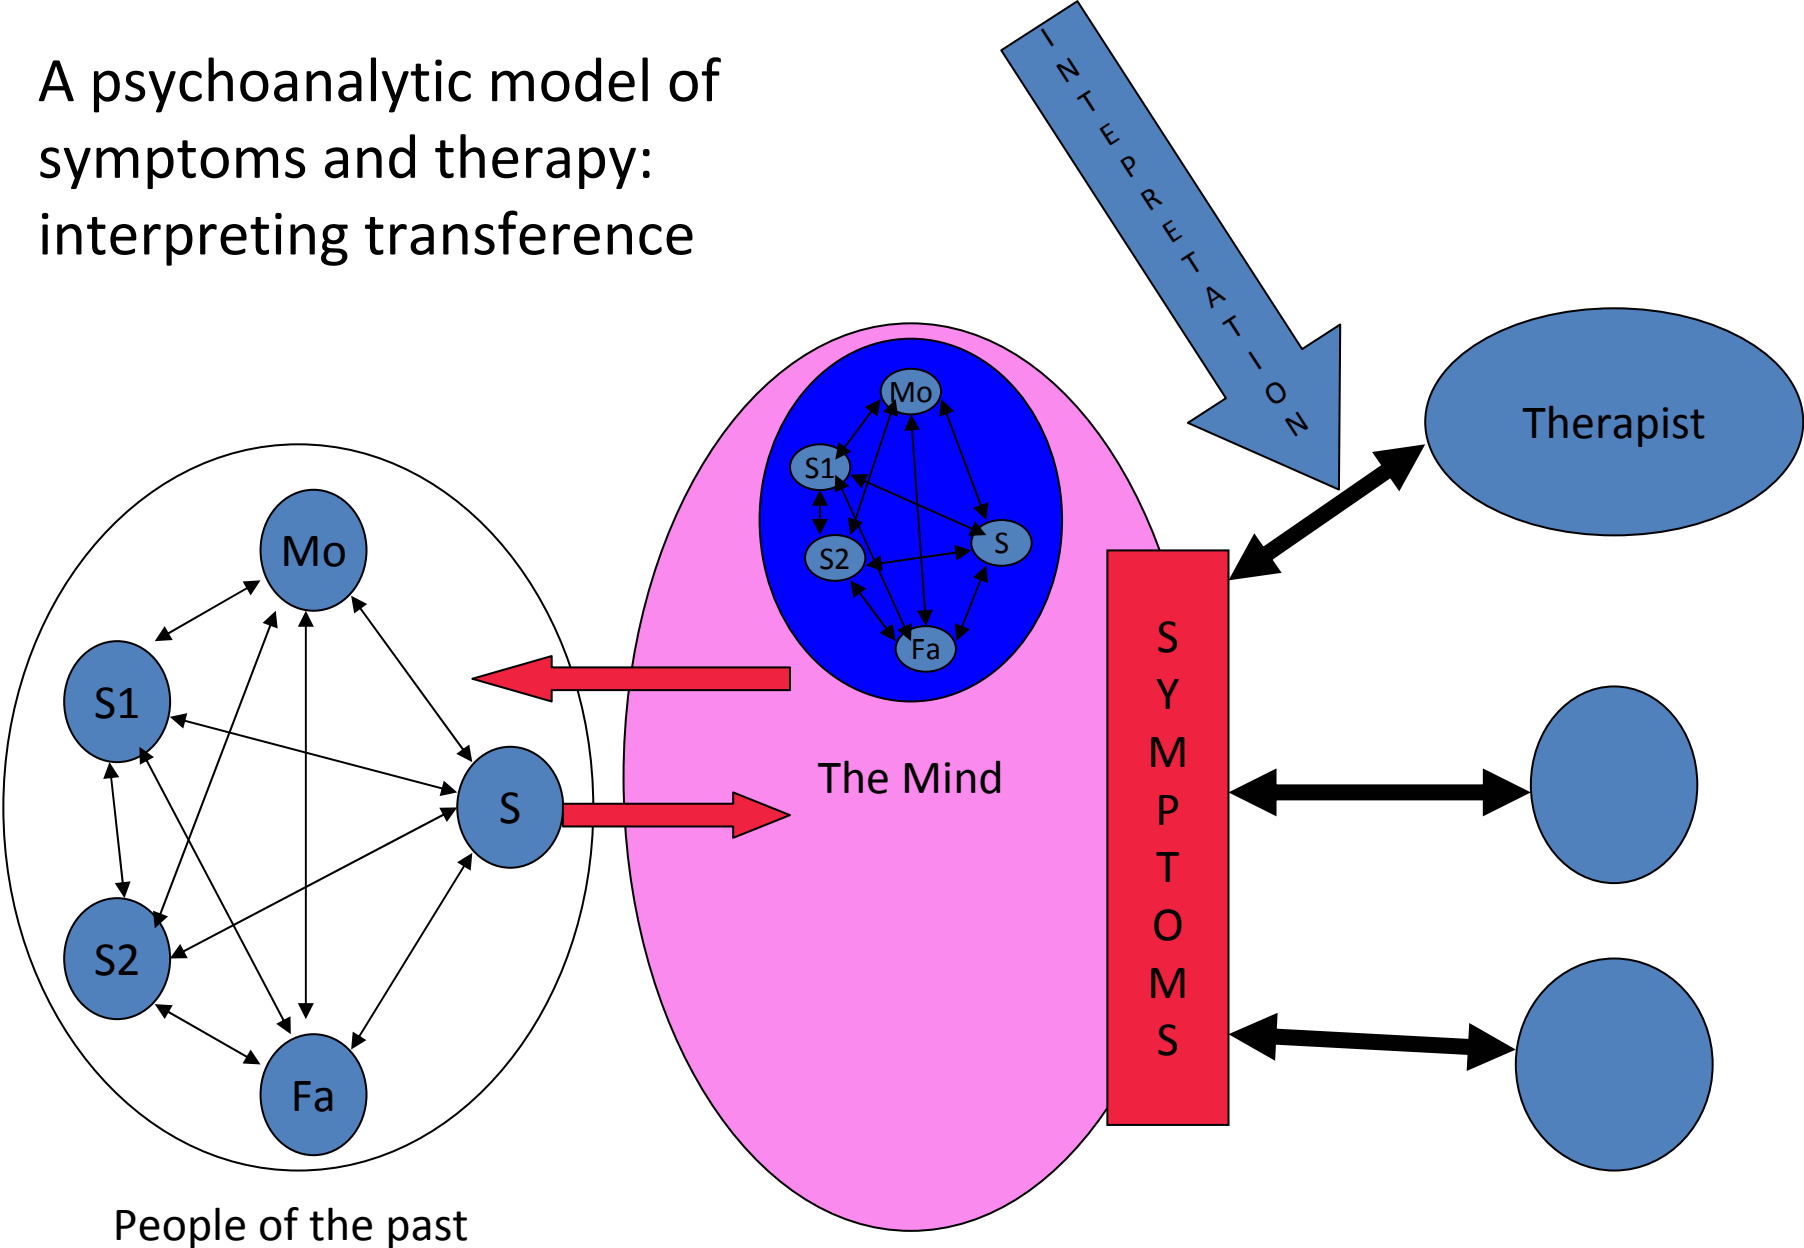 A psychoanalytic model of
symptoms and therapy:
interpreting transference
INTEPRETATION
Therapist
Mo
S1
S2
S
Fa
Mo
S1
S
S2
Fa
The Mind
SYMPTOMS
People of the past